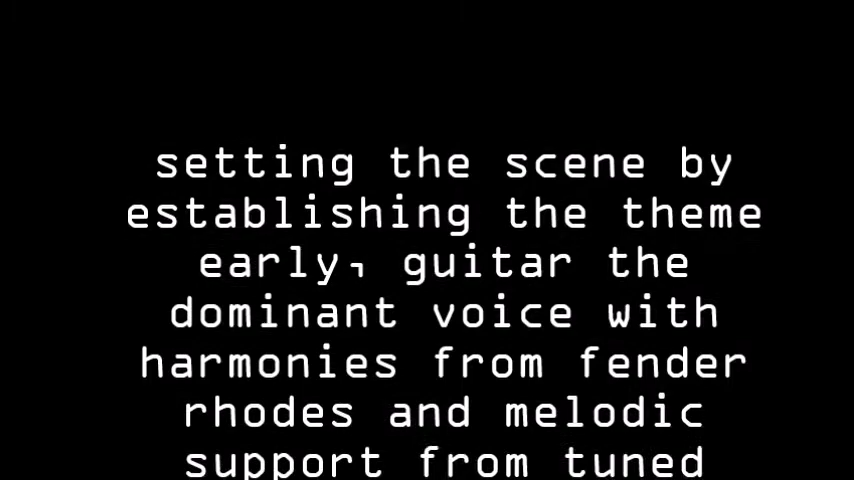 setting the scene by
establishing the theme
early, guitar the
dominant voice with
harmonies from fender
rhodes and melodic
support from tuned